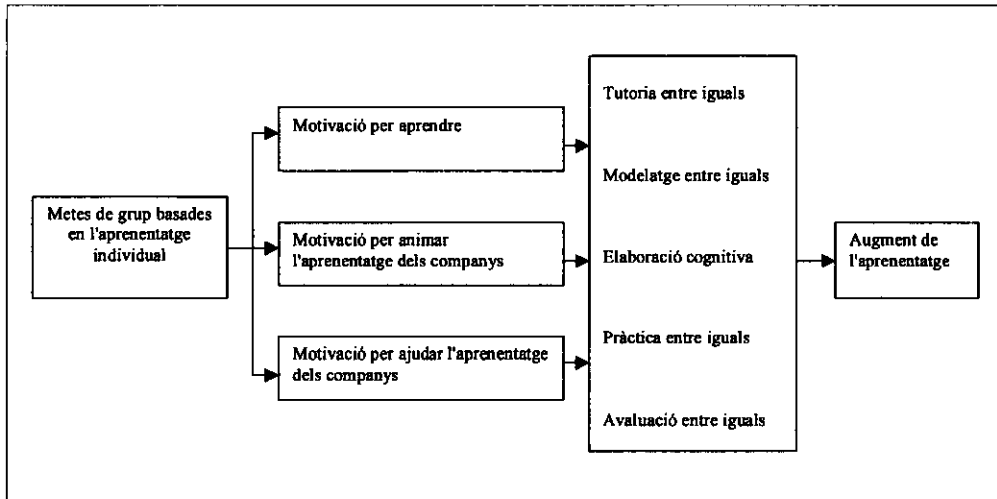 Metes de grup basades
en l'aprenentatge
individual
Motivació per aprendre
Motivació per animar
l'aprenentatge dels companys
Motivació per ajudar l'aprenentatge
dels companys
Tutoria entre iguals
Modelatge entre iguals
Elaboració cognitiva
Pràctica entre iguals
Avaluació entre iguals
Augment de
l'aprenentatge